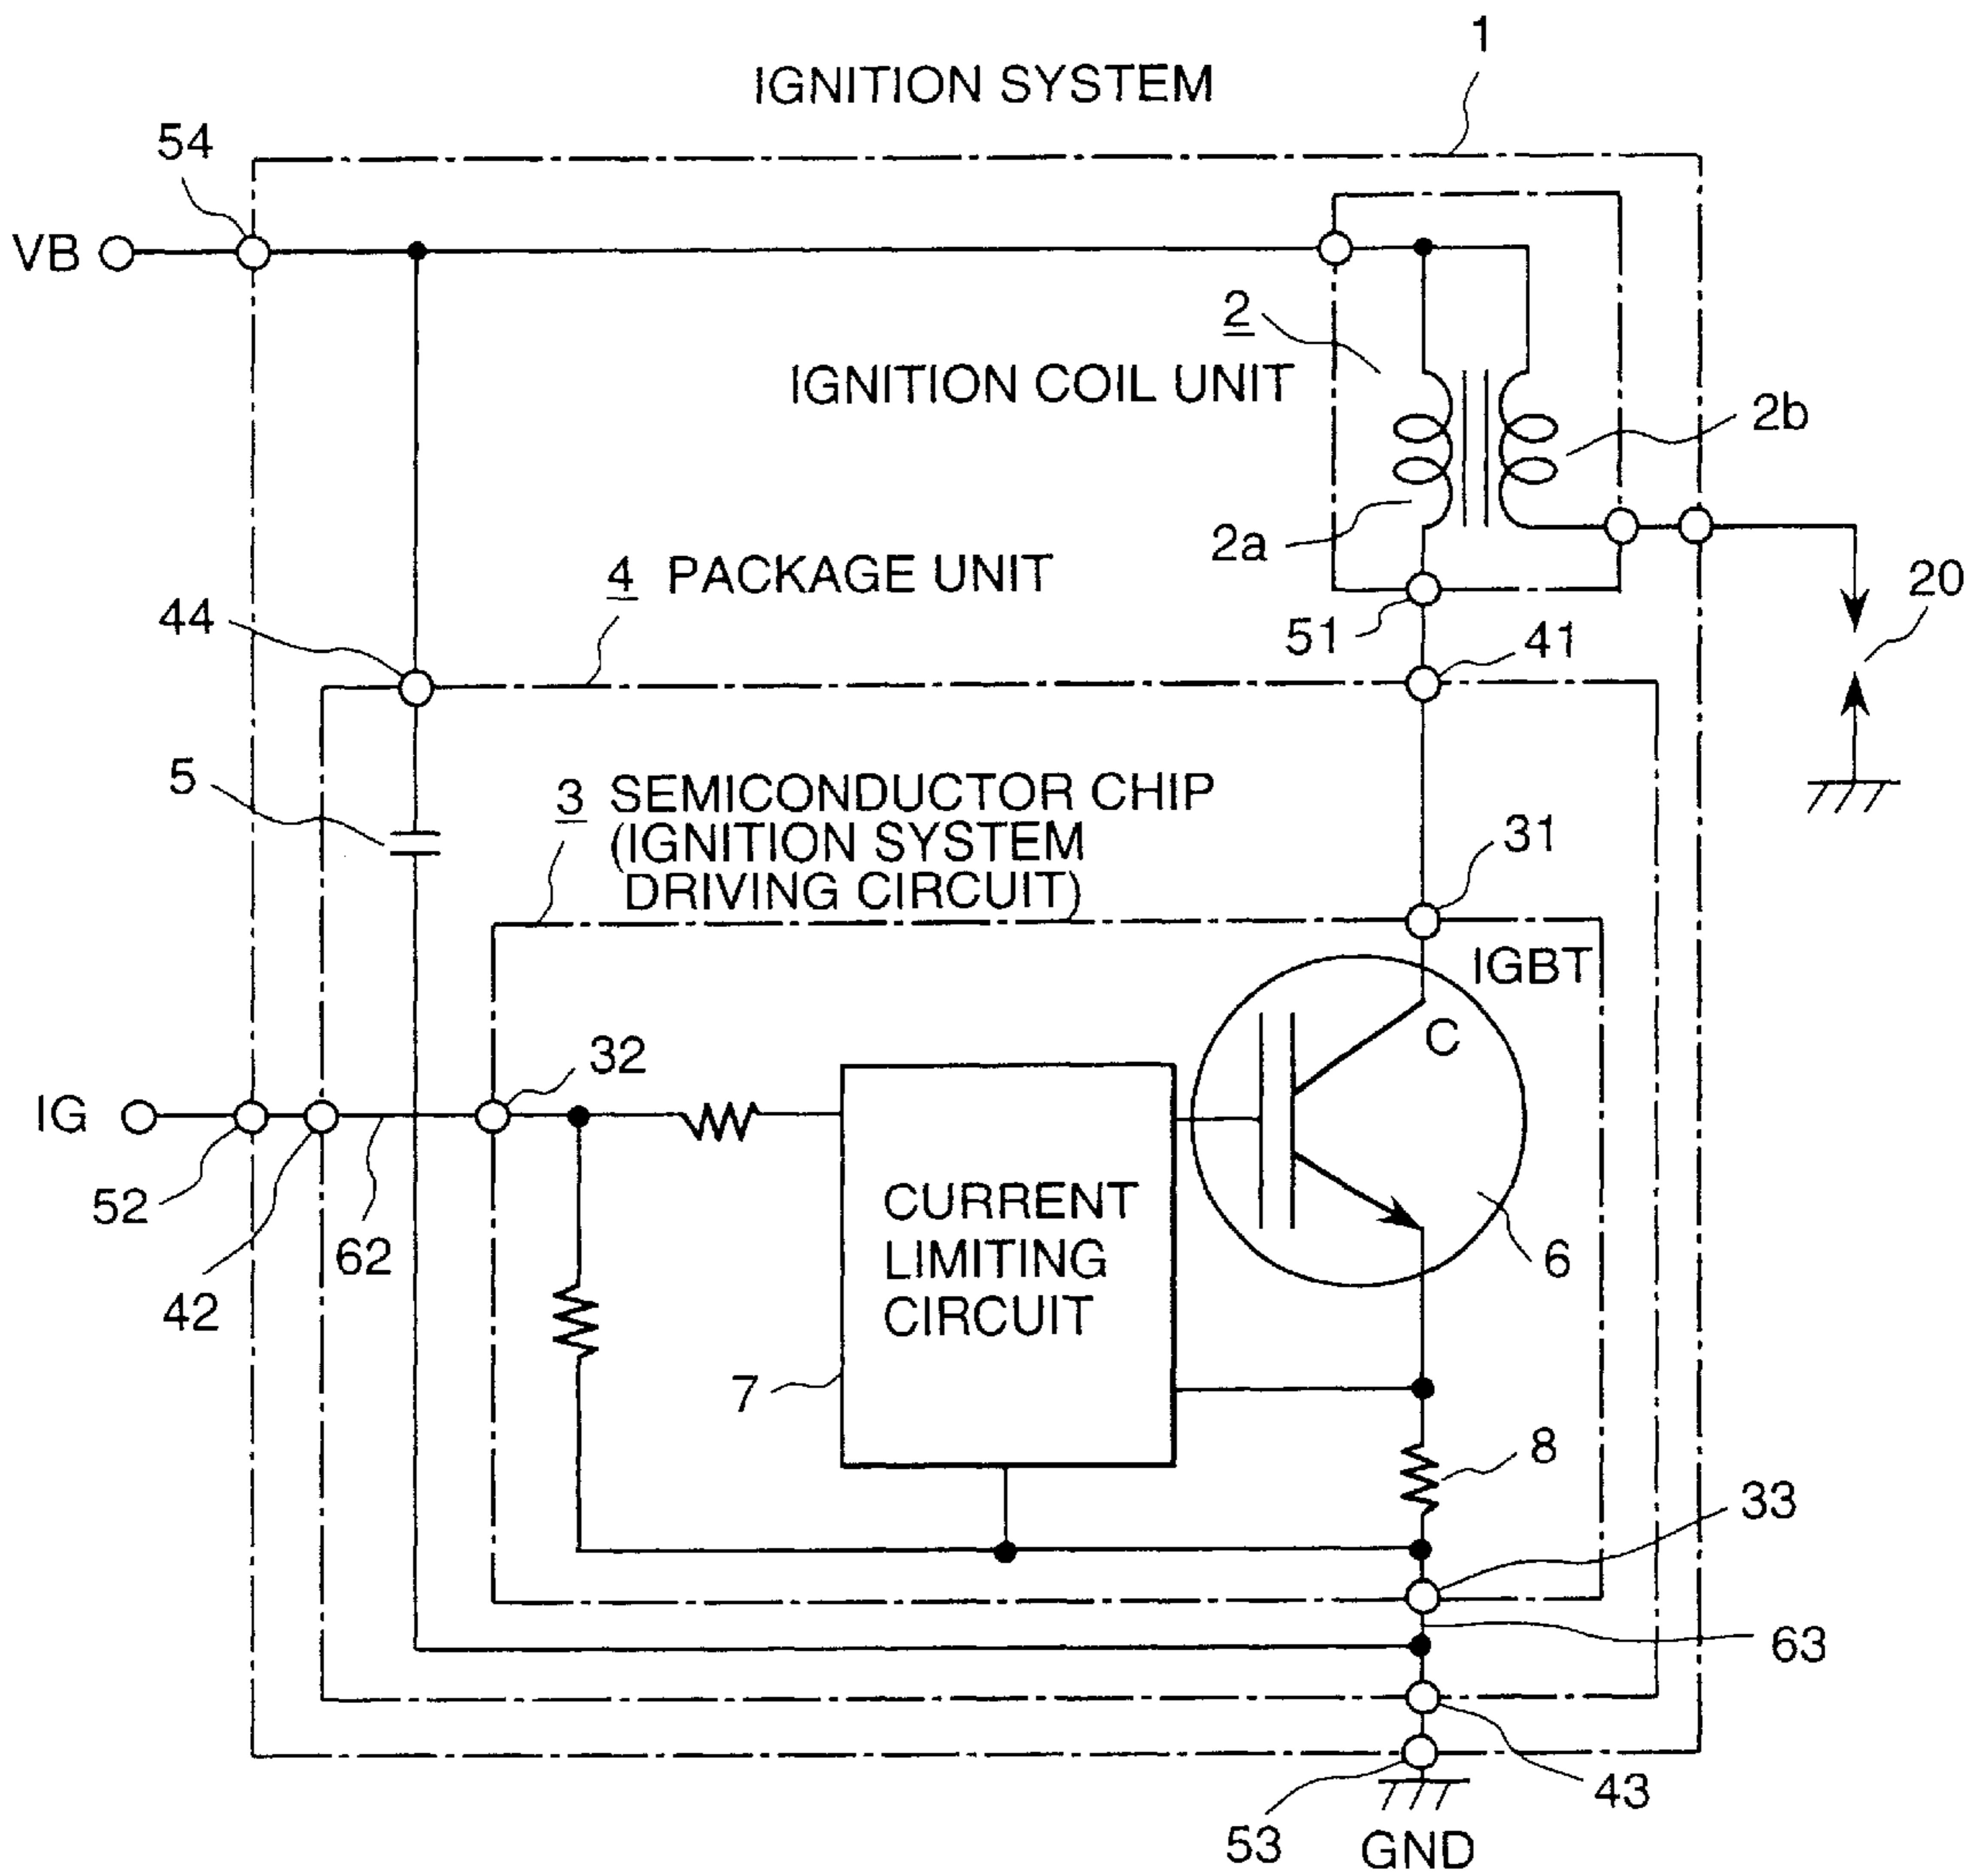 1
IGNITION SYSTEM
54
VB
2
IGNITION COIL UNIT
2b
2a
4 PACKAGE UNIT
20
44
51
41
5
3 SEMICONDUCTOR CHIP
(IGNITION SYSTEM
DRIVING CIRCUIT)
31
IGBT
C
32
IG
CURRENT
LIMITING
CIRCUIT
52
62
6
42
7
8
33
63
43
53
GND